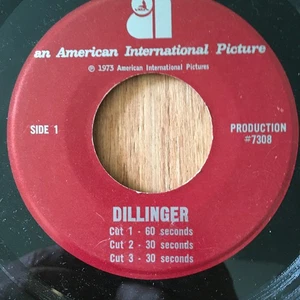 an American International Picture
© 1973 American International Pictures
SIDE 1
PRODUCTION
#7308
DILLINGER
Cut 1 - 60 seconds
Cut 2 - 30 seconds
Cut 3 - 30 seconds